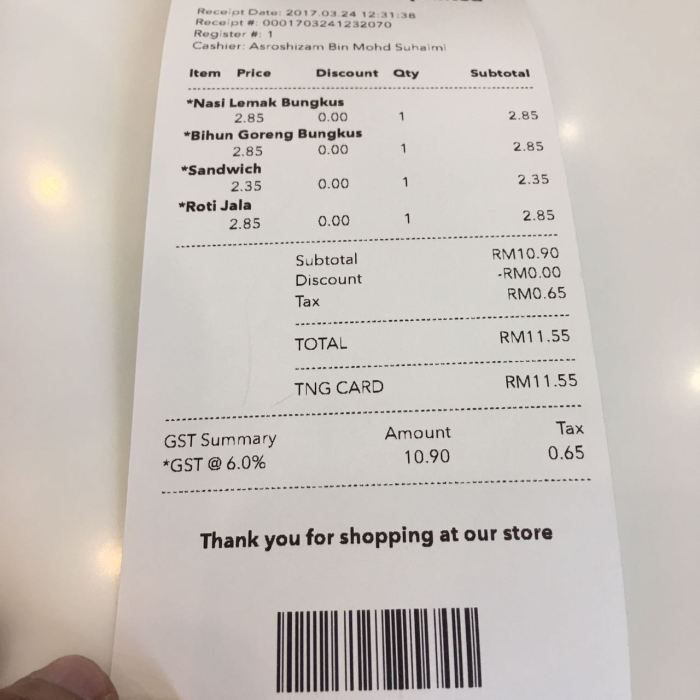 Receipt Date: 2017.03.24 12:31:38
Receipt #: 0001703241232070
Register #: 1
Cashier: Asroshizam Bin Mohd Suhaimi
Item Price Discount Qty Subtotal
*Nasi Lemak Bungkus
2.85 0.00 1 2.85
*Bihun Goreng Bungkus
2.85 0.00 1 2.85
*Sandwich
2.35 0.00 1 2.35
*Roti Jala
2.85 0.00 1 2.85
Subtotal RM10.90
Discount -RM0.00
Tax RM0.65
TOTAL RM11.55
TNG CARD RM11.55
GST Summary Amount Tax
*GST @ 6.0% 10.90 0.65
Thank you for shopping at our store